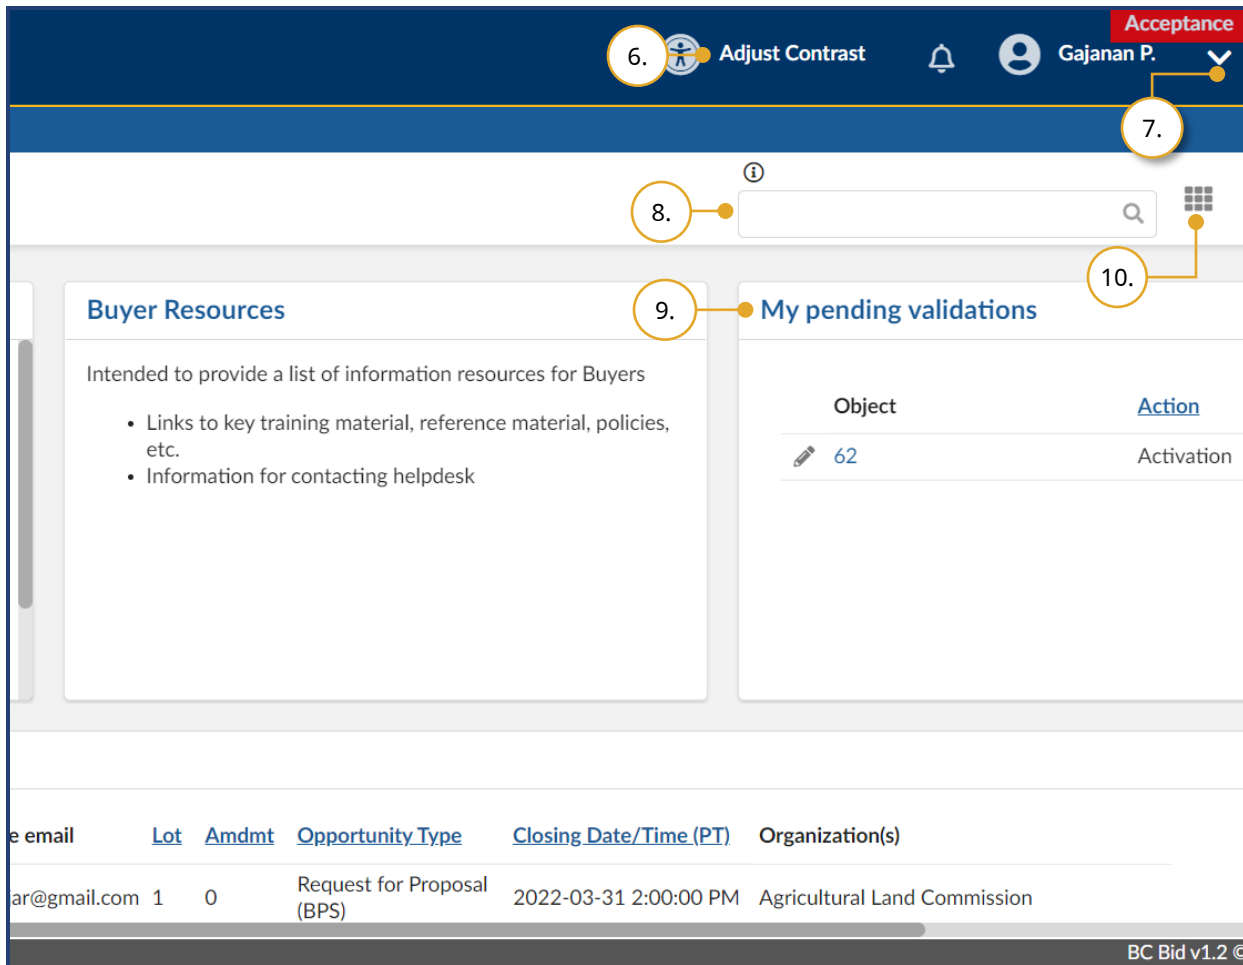 Acceptance
6.
Adjust Contrast
Gajanan P.
7.
8.
10.
Buyer Resources
9.
My pending validations
Intended to provide a list of information resources for Buyers
• Links to key training material, reference material, policies,
etc.
• Information for contacting helpdesk
Object Action
62 Activation
e email Lot Amdmt Opportunity Type Closing Date/Time (PT) Organization(s)
Request for Proposal
ar@gmail.com 1 0 2022-03-31 2:00:00 PM Agricultural Land Commission
(BPS)
BC Bid v1.2 ©